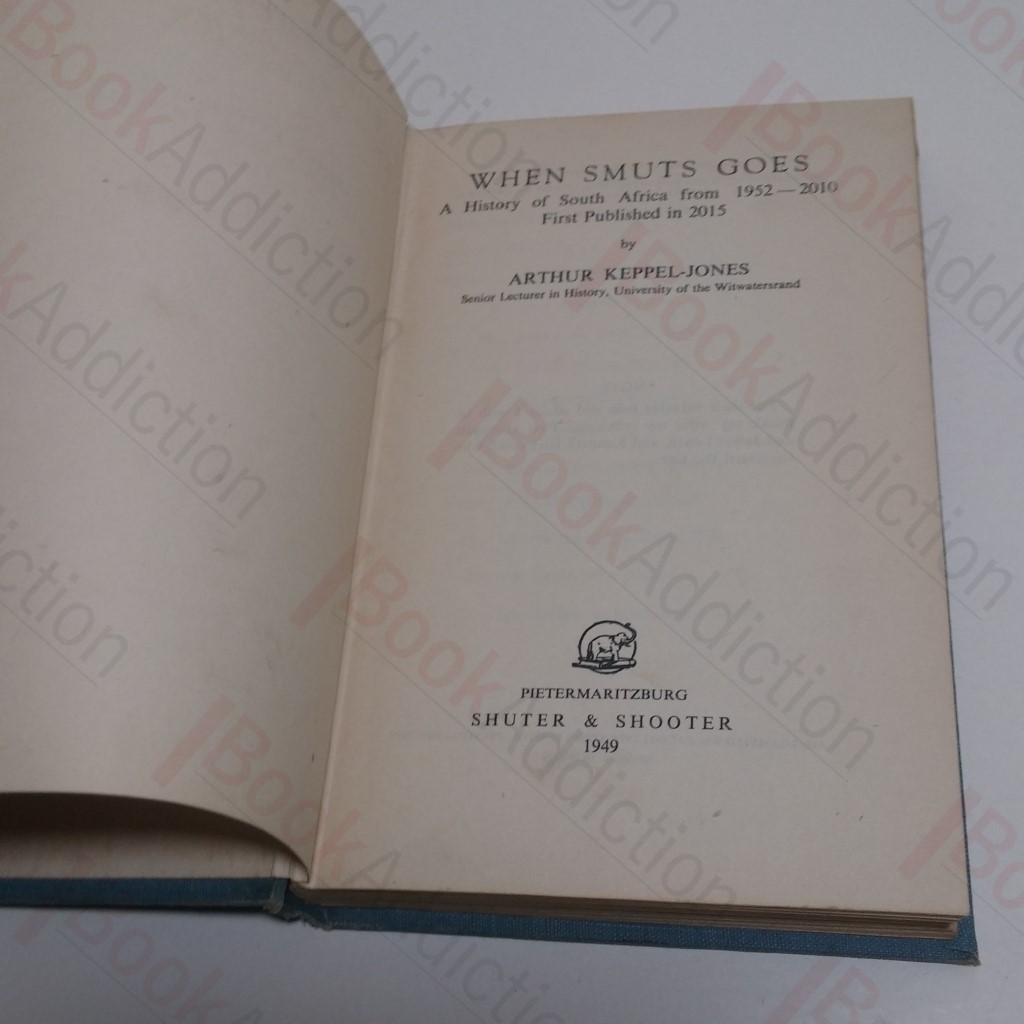 WHEN SMUTS GOES
A History of South Africa from 1952—2010
First Published in 2015
by
ARTHUR KEPPEL-JONES
Senior Lecturer in History, University of the Witwatersrand
PIETERMARITZBURG
SHUTER & SHOOTER
1949
BookAddiction